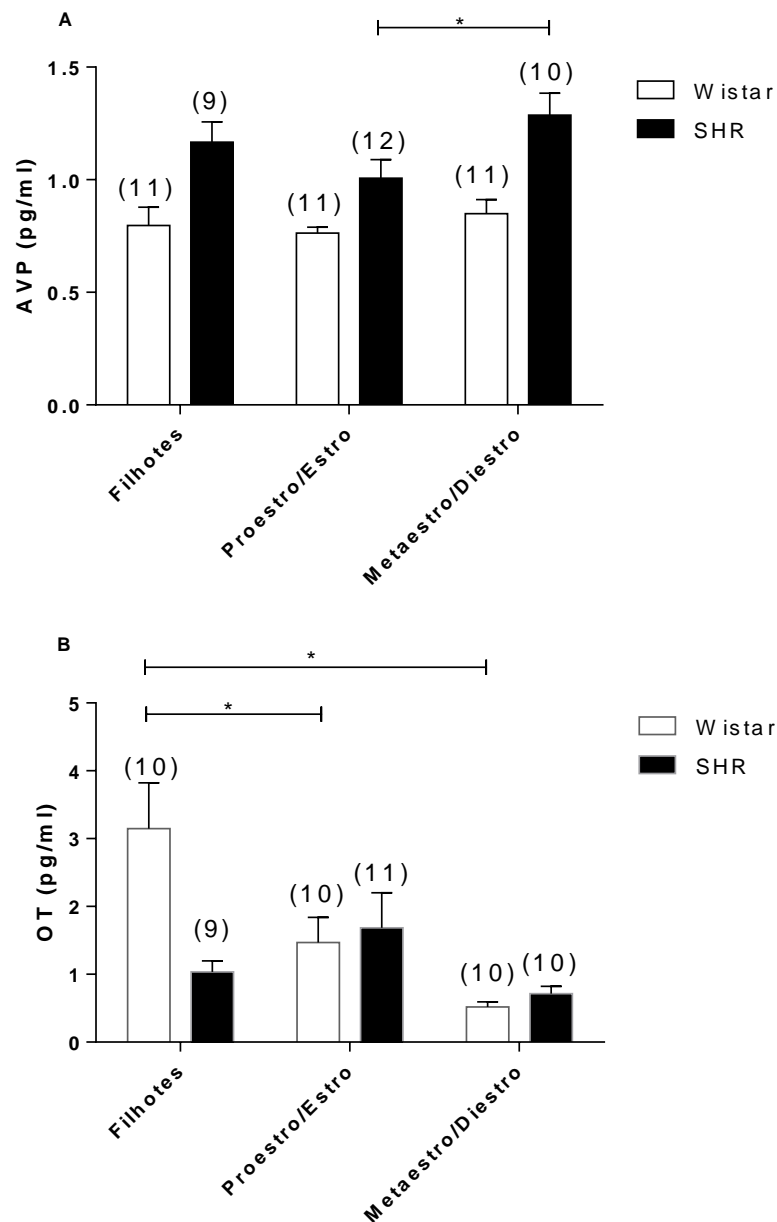 A
*
1.5
1.0
0.5
0.0
AVP (pg/ml)
(11)
(9)
(11)
(12)
(11)
(10)
Wistar
SHR
Filhotes
Proestro/Estro
Metaestro/Diestro
B
*
*
5
4
3
2
1
0
OT (pg/ml)
(10)
(9)
(10)
(11)
(10)
(10)
Wistar
SHR
Filhotes
Proestro/Estro
Metaestro/Diestro